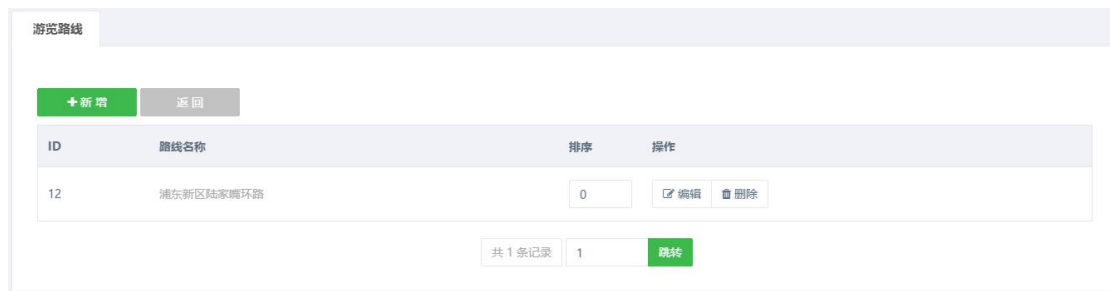 游览路线
新 增 返 回
ID 路线名称 排序 操作
12 浦东新区陆家嘴环路 0 编辑 删除
共 1 条记录 1 跳转